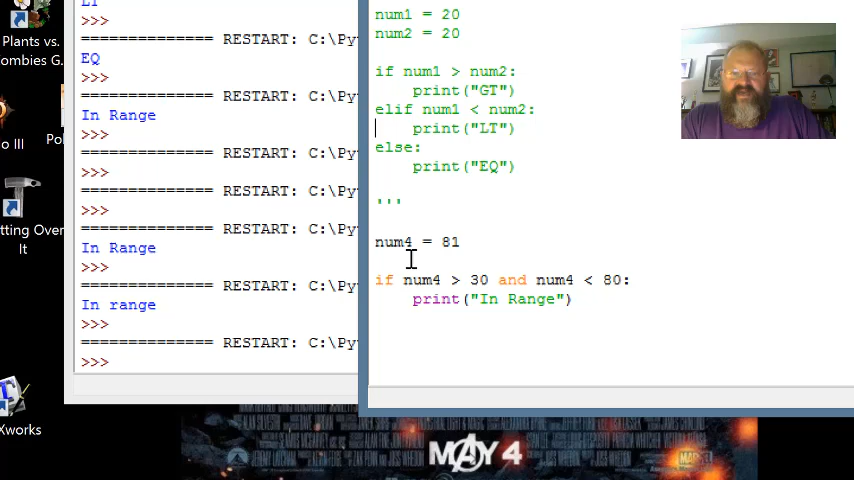 LT
>>>
============== RESTART: C:\Py
EQ
>>>
============== RESTART: C:\Py
In Range
>>>
============== RESTART: C:\Py
>>>
============== RESTART: C:\Py
>>>
============== RESTART: C:\Py
In Range
>>>
============== RESTART: C:\Py
In range
>>>
============== RESTART: C:\Py
>>>
num1 = 20
num2 = 20
if num1 > num2:
print("GT")
elif num1 < num2:
print("LT")
else:
print("EQ")
'''
num4 = 81
if num4 > 30 and num4 < 80:
print("In Range")
Plants vs.
Zombies G.
o III
Pol
tting Over
It
Xworks
MAY 4
MARVEL